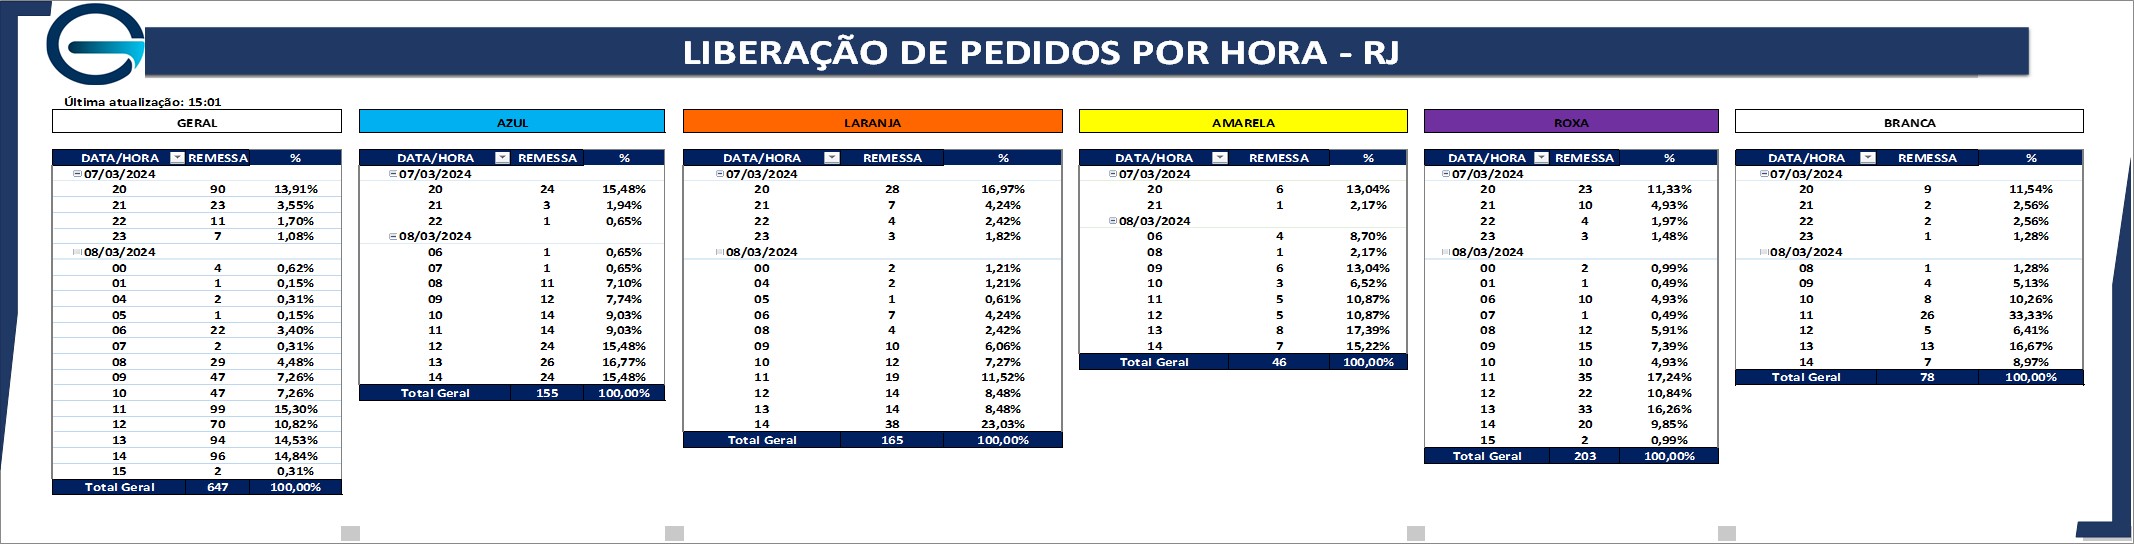 LIBERAÇÃO DE PEDIDOS POR HORA - RJ
Última atualização: 15:01
GERAL
DATA/HORA REMESSA %
07/03/2024
20 90 13,91%
21 23 3,55%
22 11 1,70%
23 7 1,08%
08/03/2024
00 4 0,62%
01 1 0,15%
04 2 0,31%
05 1 0,15%
06 22 3,40%
07 2 0,31%
08 29 4,48%
09 47 7,26%
10 47 7,26%
11 99 15,30%
12 70 10,82%
13 94 14,53%
14 96 14,84%
15 2 0,31%
Total Geral 647 100,00%
AZUL
DATA/HORA REMESSA %
07/03/2024
20 24 15,48%
21 3 1,94%
22 1 0,65%
08/03/2024
06 1 0,65%
07 1 0,65%
08 11 7,10%
09 12 7,74%
10 14 9,03%
11 14 9,03%
12 24 15,48%
13 26 16,77%
14 24 15,48%
Total Geral 155 100,00%
LARANJA
DATA/HORA REMESSA %
07/03/2024
20 28 16,97%
21 7 4,24%
22 4 2,42%
23 3 1,82%
08/03/2024
00 2 1,21%
04 2 1,21%
05 1 0,61%
06 7 4,24%
08 4 2,42%
09 10 6,06%
10 12 7,27%
11 19 11,52%
12 14 8,48%
13 14 8,48%
14 38 23,03%
Total Geral 165 100,00%
AMARELA
DATA/HORA REMESSA %
07/03/2024
20 6 13,04%
21 1 2,17%
08/03/2024
06 4 8,70%
08 1 2,17%
09 6 13,04%
10 3 6,52%
11 5 10,87%
12 5 10,87%
13 8 17,39%
14 7 15,22%
Total Geral 46 100,00%
ROXA
DATA/HORA REMESSA %
07/03/2024
20 23 11,33%
21 10 4,93%
22 4 1,97%
23 3 1,48%
08/03/2024
00 2 0,99%
01 1 0,49%
06 10 4,93%
07 1 0,49%
08 12 5,91%
09 15 7,39%
10 10 4,93%
11 35 17,24%
12 22 10,84%
13 33 16,26%
14 20 9,85%
15 2 0,99%
Total Geral 203 100,00%
BRANCA
DATA/HORA REMESSA %
07/03/2024
20 9 11,54%
21 2 2,56%
22 2 2,56%
23 1 1,28%
08/03/2024
08 1 1,28%
09 4 5,13%
10 8 10,26%
11 26 33,33%
12 5 6,41%
13 13 16,67%
14 7 8,97%
Total Geral 78 100,00%